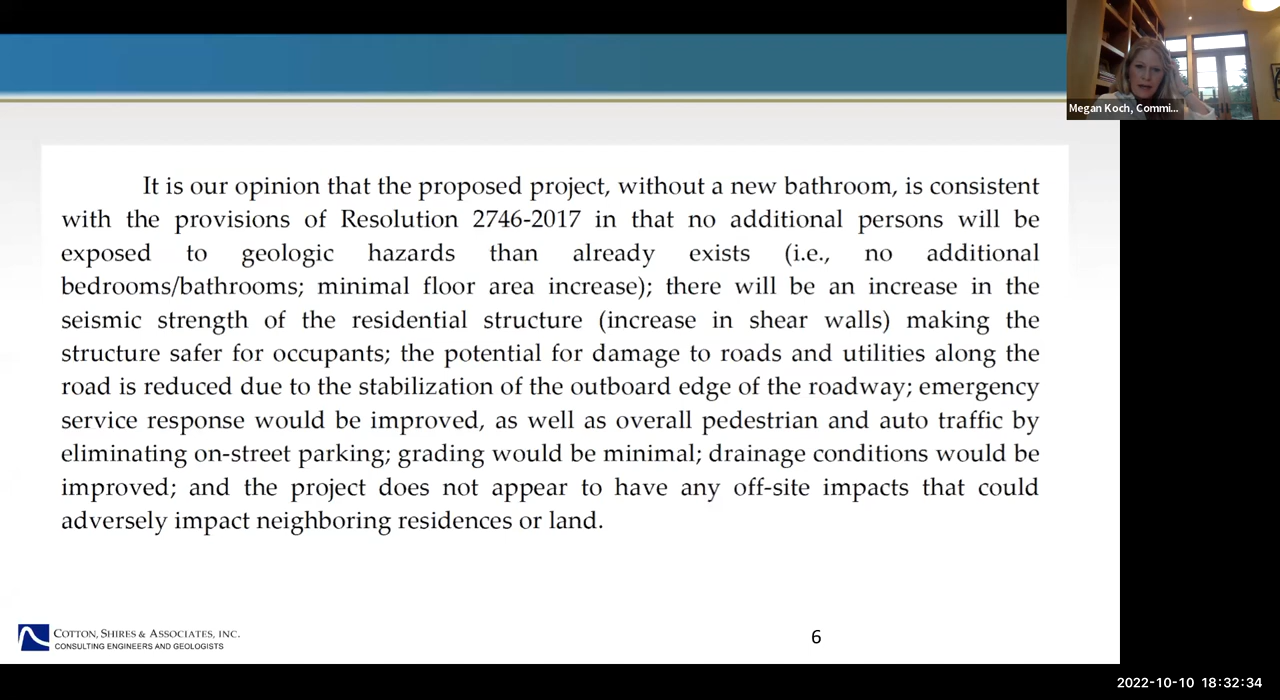 Megan Koch, Commi...
It is our opinion that the proposed project, without a new bathroom, is consistent
with the provisions of Resolution 2746-2017 in that no additional persons will be
exposed to geologic hazards than already exists (i.e., no additional
bedrooms/bathrooms; minimal floor area increase); there will be an increase in the
seismic strength of the residential structure (increase in shear walls) making the
structure safer for occupants; the potential for damage to roads and utilities along the
road is reduced due to the stabilization of the outboard edge of the roadway; emergency
service response would be improved, as well as overall pedestrian and auto traffic by
eliminating on-street parking; grading would be minimal; drainage conditions would be
improved; and the project does not appear to have any off-site impacts that could
adversely impact neighboring residences or land.
COTTON, SHIRES & ASSOCIATES, INC.
CONSULTING ENGINEERS AND GEOLOGISTS
6
2022-10-10 18:32:34